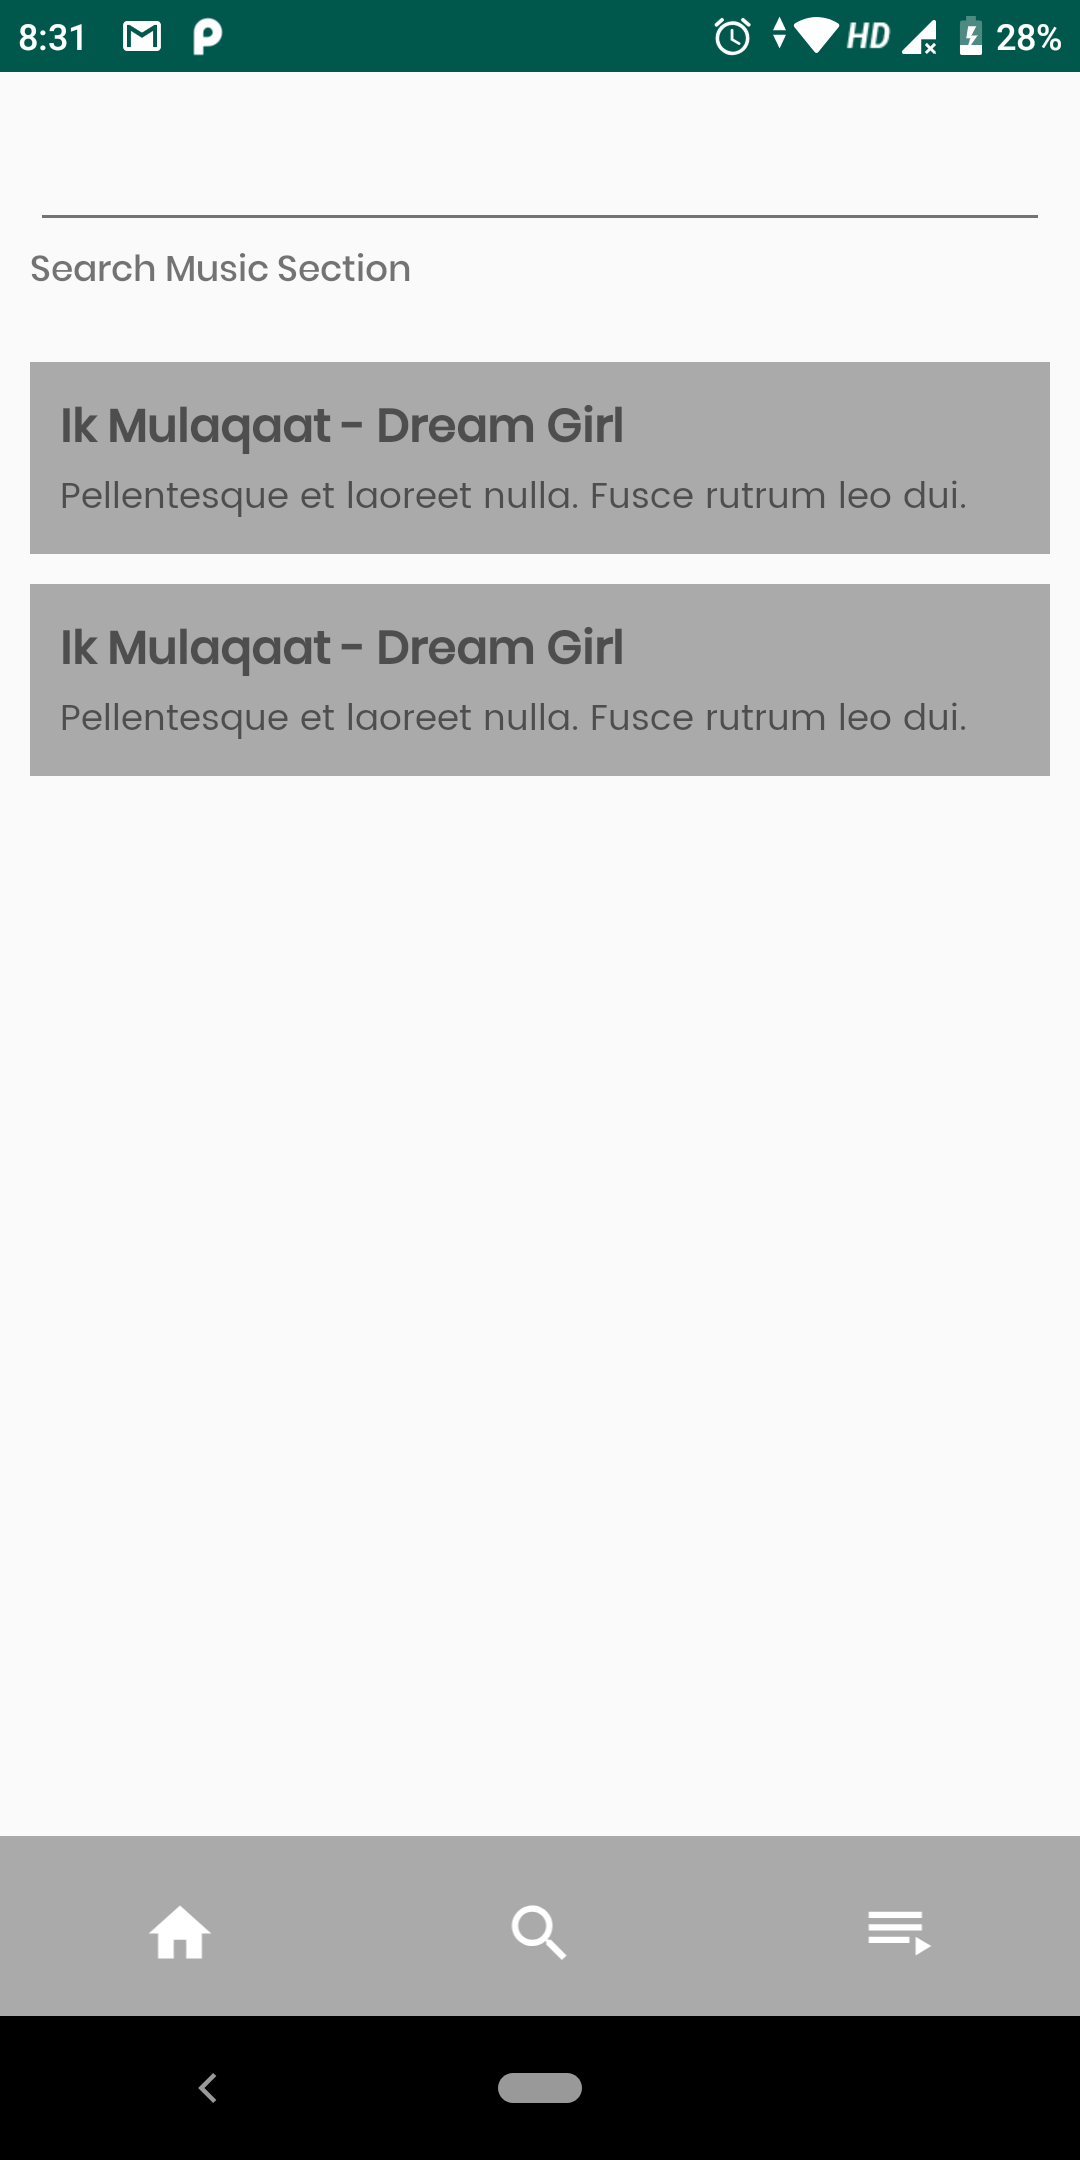 8:31 HD 28%
Search Music Section
Ik Mulaqaat - Dream Girl
Pellentesque et laoreet nulla. Fusce rutrum leo dui.
Ik Mulaqaat - Dream Girl
Pellentesque et laoreet nulla. Fusce rutrum leo dui.